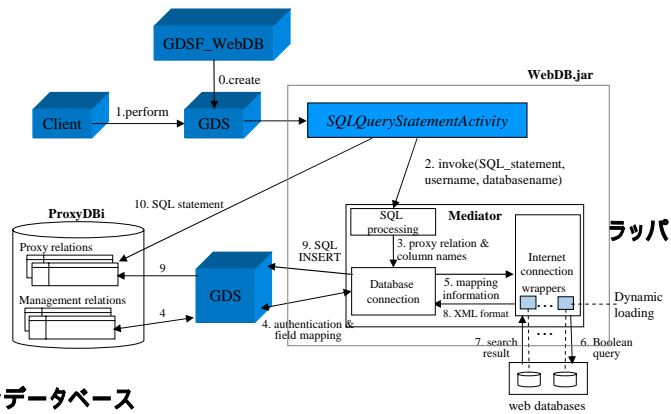 GDSF_WebDB
0.create
WebDB.jar
1.perform
Client
GDS
SQLQueryStatementActivity
2. invoke(SQL_statement,
username, databasename)
10. SQL statement
ProxyDBi
SQL
processing
Mediator
ラッパ
Proxy relations
9. SQL
INSERT
3. proxy relation &
column names
Internet
connection
wrappers
9
Database
connection
5. mapping
information
GDS
Management relations
4
8. XML format
Dynamic
loading
4. authentication &
field mapping
...
...
7. search
result
6. Boolean
query
データベース
web databases